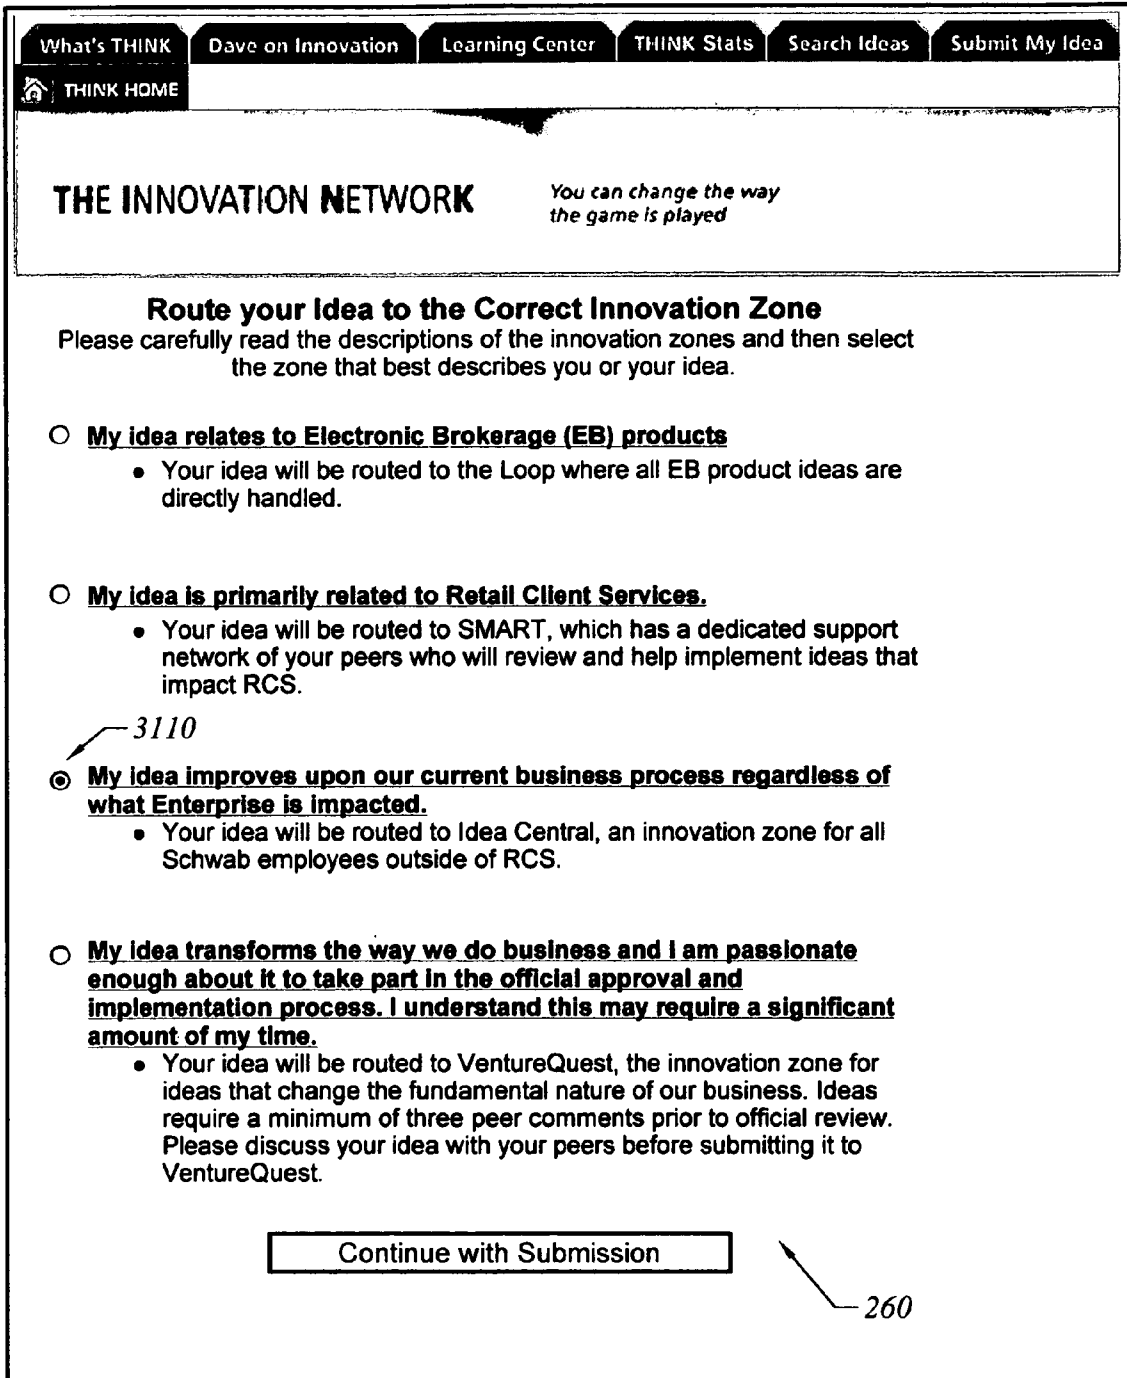 What's THINK Dave on Innovation Learning Center THINK Stats Search Ideas Submit My Idea
THINK HOME
THE INNOVATION NETWORK
You can change the way
the game is played
Route your Idea to the Correct Innovation Zone
Please carefully read the descriptions of the innovation zones and then select
the zone that best describes you or your idea.
My idea relates to Electronic Brokerage (EB) products
• Your idea will be routed to the Loop where all EB product ideas are
directly handled.
My idea is primarily related to Retail Client Services.
• Your idea will be routed to SMART, which has a dedicated support
network of your peers who will review and help implement ideas that
impact RCS.
3110
My idea improves upon our current business process regardless of
what Enterprise is impacted.
• Your idea will be routed to Idea Central, an innovation zone for all
Schwab employees outside of RCS.
My idea transforms the way we do business and I am passionate
enough about it to take part in the official approval and
implementation process. I understand this may require a significant
amount of my time.
• Your idea will be routed to VentureQuest, the innovation zone for
ideas that change the fundamental nature of our business. Ideas
require a minimum of three peer comments prior to official review.
Please discuss your idea with your peers before submitting it to
VentureQuest.
Continue with Submission
260